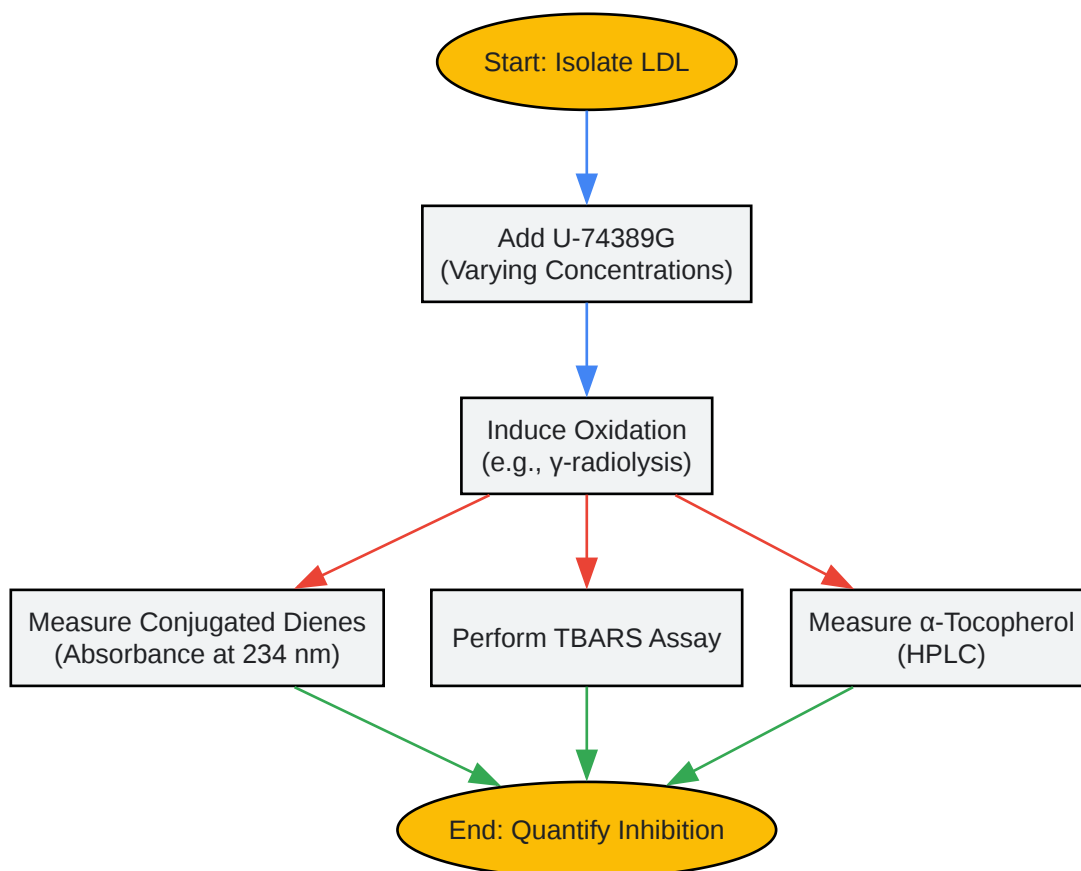 Start: Isolate LDL
Add U-74389G
(Varying Concentrations)
Induce Oxidation
(e.g., γ-radiolysis)
Measure Conjugated Dienes
(Absorbance at 234 nm)
Perform TBARS Assay
Measure α-Tocopherol
(HPLC)
End: Quantify Inhibition